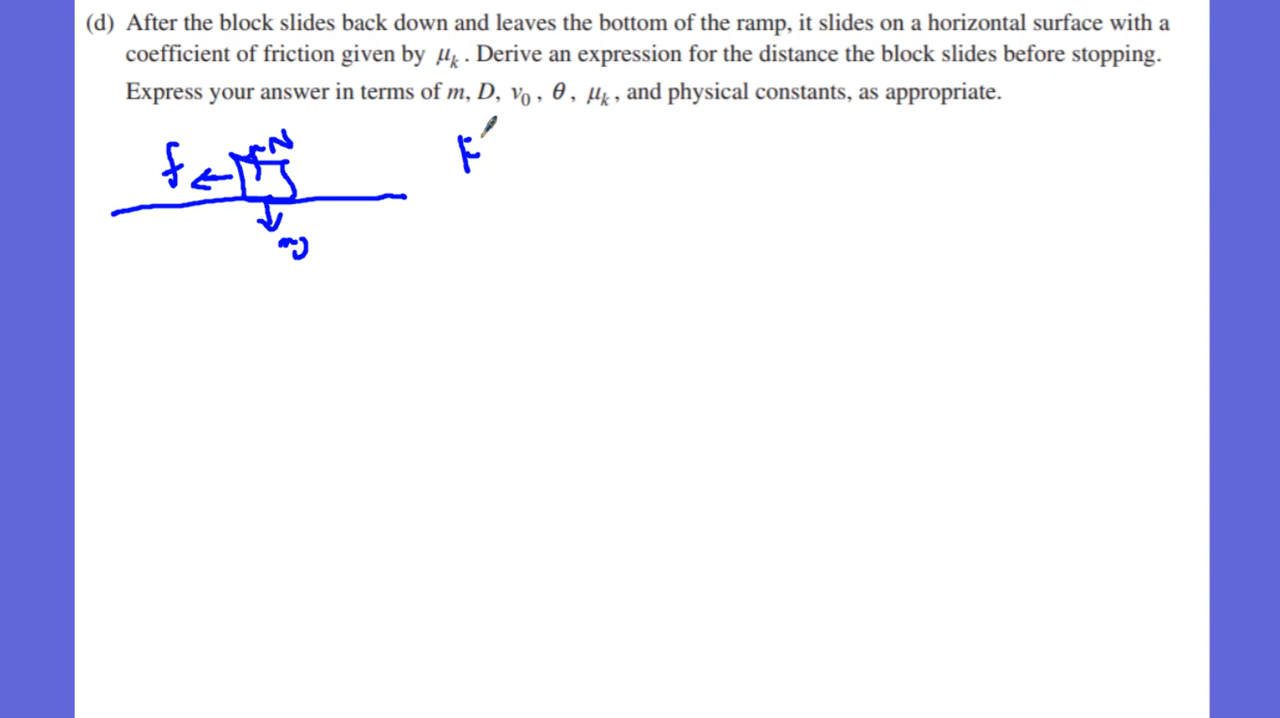 (d) After the block slides back down and leaves the bottom of the ramp, it slides on a horizontal surface with a
coefficient of friction given by μₖ. Derive an expression for the distance the block slides before stopping.
Express your answer in terms of m, D, v₀, θ, μₖ, and physical constants, as appropriate.
N
f
F
mg